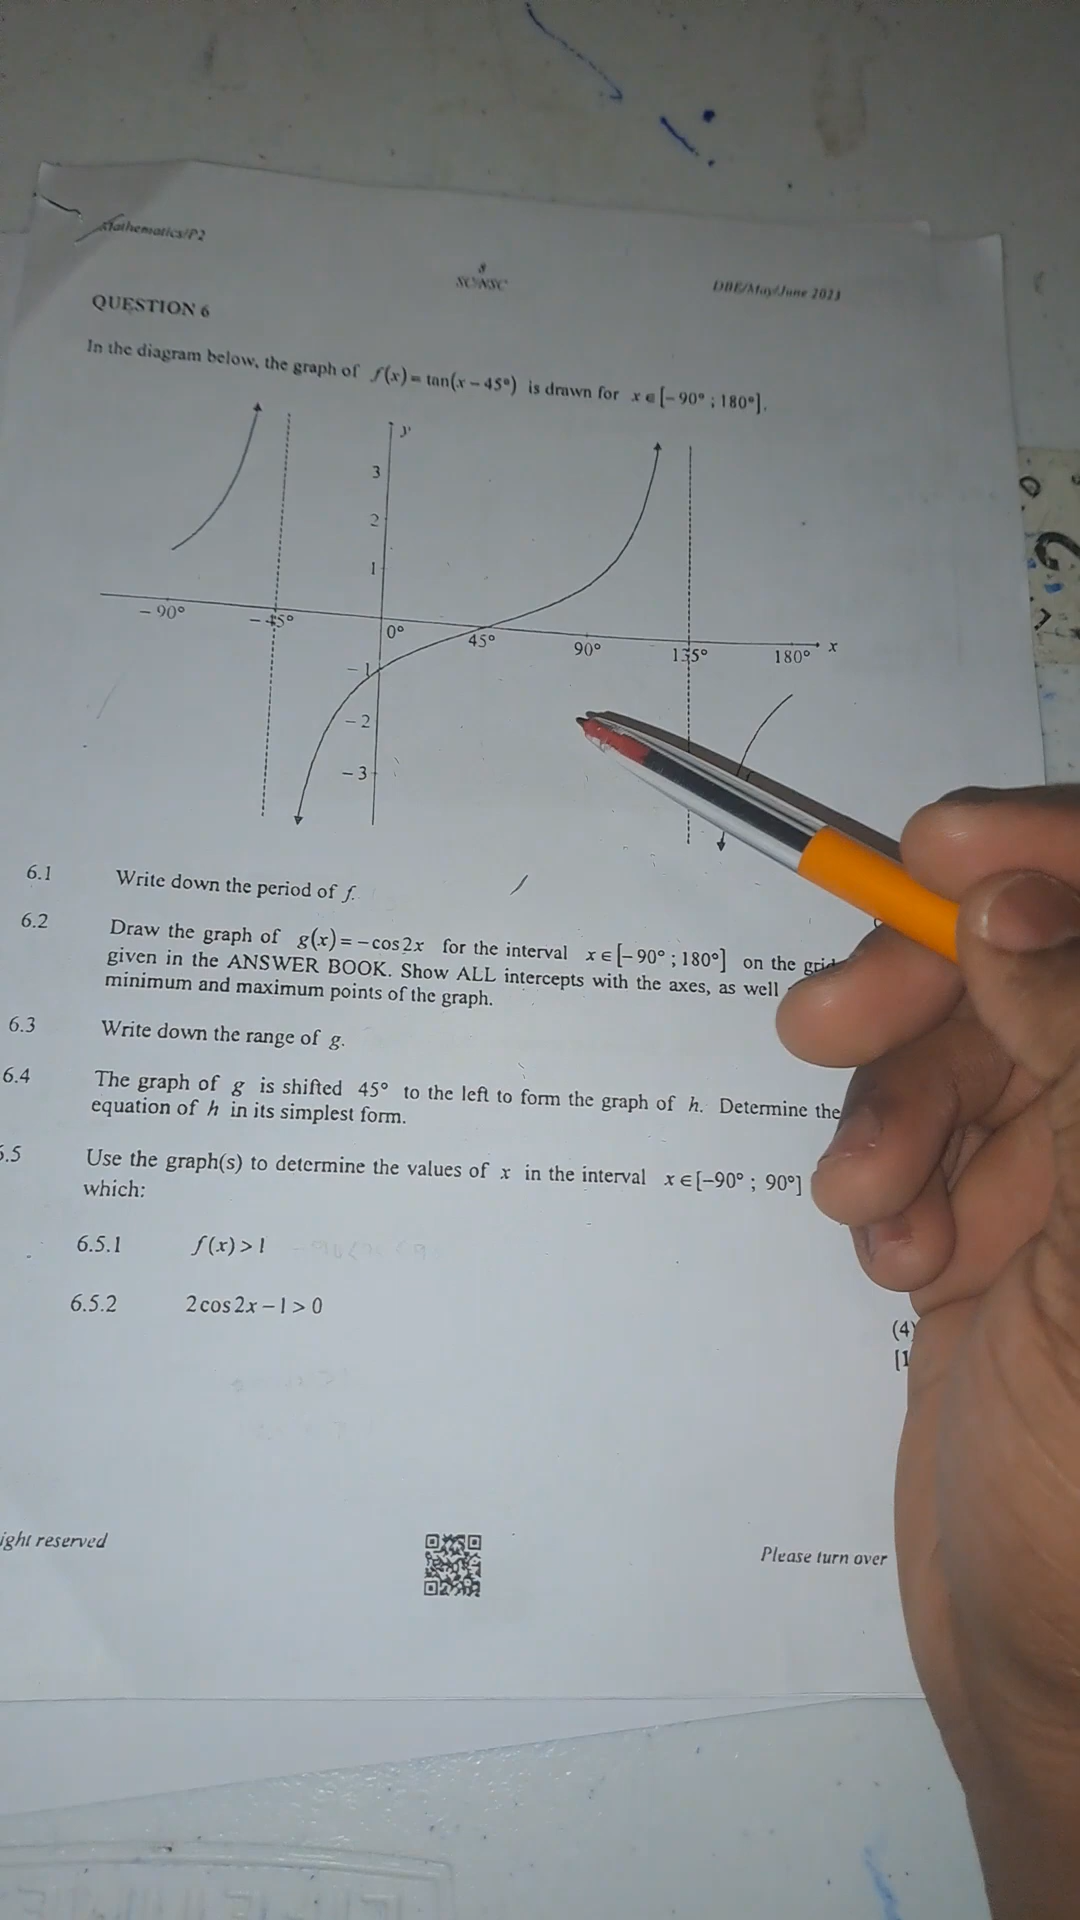 Mathematics/P2
8
SC/NSC
DBE/May/June 2023
QUESTION 6
In the diagram below, the graph of f(x) = tan(x – 45°) is drawn for x ∈ [– 90° ; 180°].
y
3
2
1
– 90°
– 45°
0°
45°
90°
135°
180°
x
– 1
– 2
– 3
6.1 Write down the period of f.
6.2 Draw the graph of g(x) = – cos 2x for the interval x ∈ [– 90° ; 180°] on the grid
given in the ANSWER BOOK. Show ALL intercepts with the axes, as well
minimum and maximum points of the graph.
6.3 Write down the range of g.
6.4 The graph of g is shifted 45° to the left to form the graph of h. Determine the
equation of h in its simplest form.
5.5 Use the graph(s) to determine the values of x in the interval x ∈ [–90° ; 90°]
which:
6.5.1 f(x) > 1
6.5.2 2 cos 2x – 1 > 0
(4)
[1
ight reserved
Please turn over